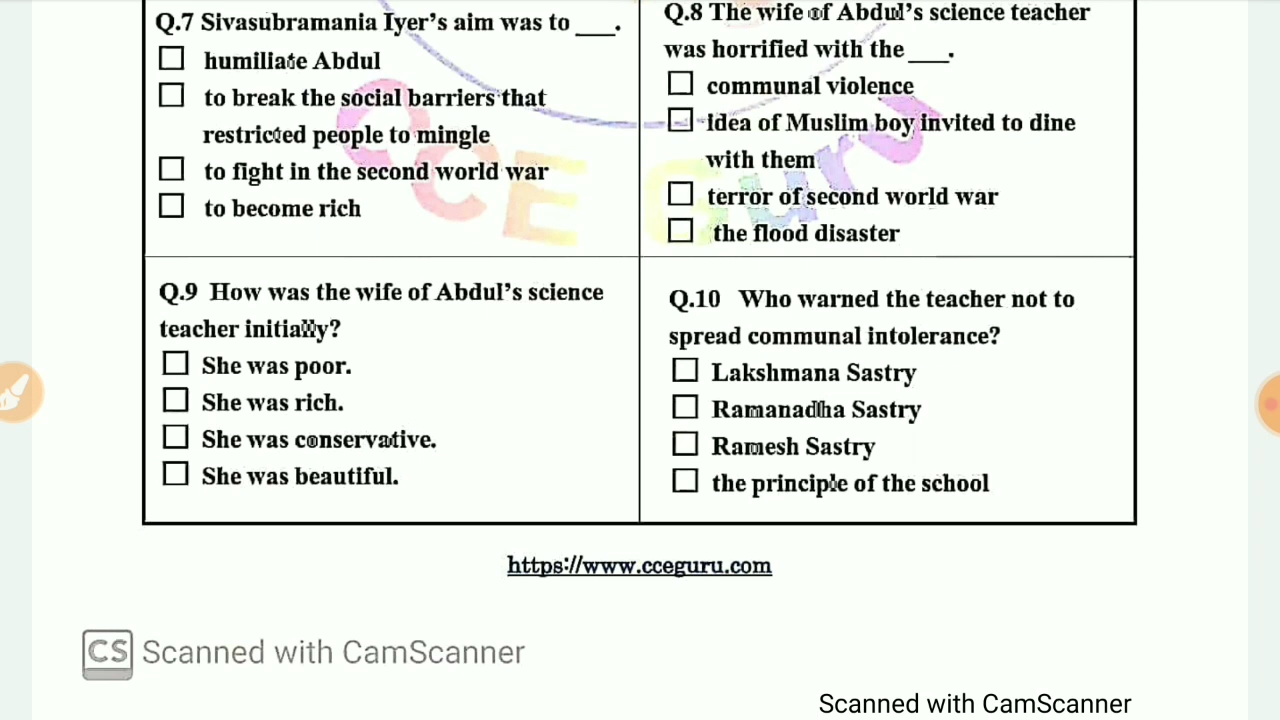 Q.7 Sivasubramania Iyer's aim was to ___.
humiliate Abdul
to break the social barriers that
restricted people to mingle
to fight in the second world war
to become rich
Q.8 The wife of Abdul's science teacher
was horrified with the ___.
communal violence
idea of Muslim boy invited to dine
with them
terror of second world war
the flood disaster
Q.9 How was the wife of Abdul's science
teacher initially?
She was poor.
She was rich.
She was conservative.
She was beautiful.
Q.10 Who warned the teacher not to
spread communal intolerance?
Lakshmana Sastry
Ramanadha Sastry
Ramesh Sastry
the principle of the school
CCE Guru
https://www.cceguru.com
CS Scanned with CamScanner
Scanned with CamScanner